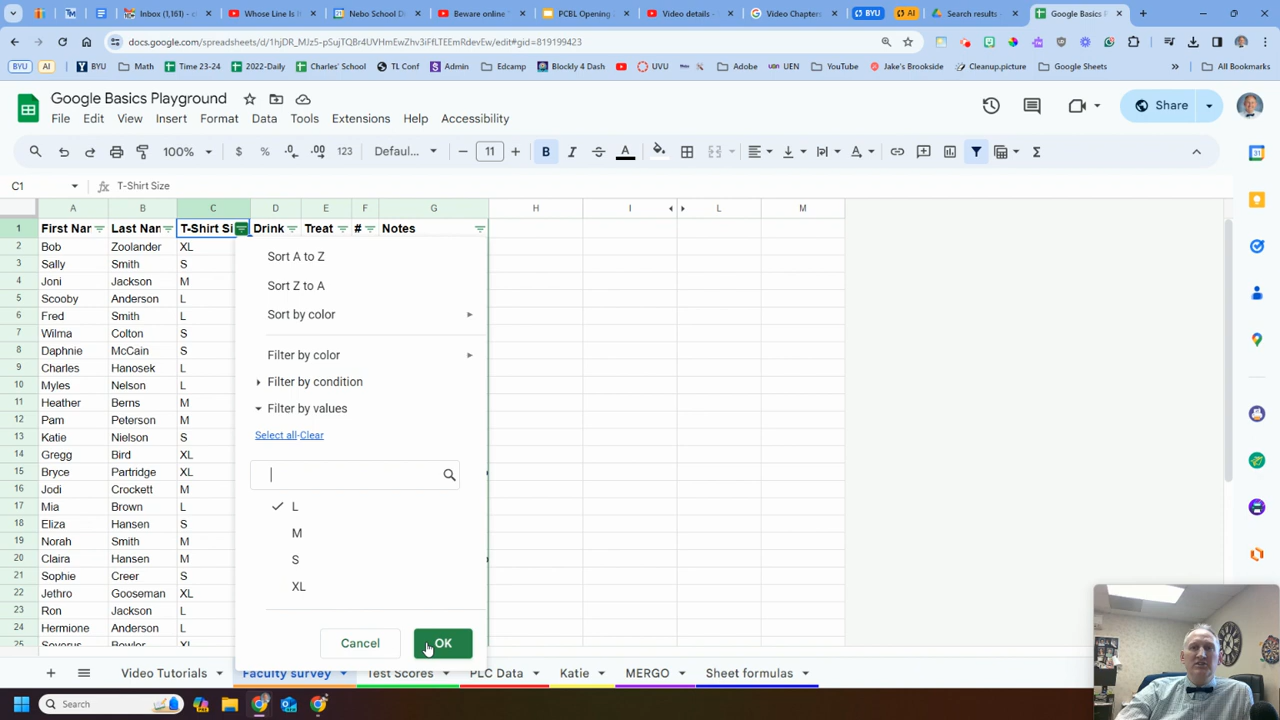 Inbox (1,161)
Whose Line Is I
Nebo School Di
Beware online
PCBL Opening
Video details -
Video Chapters
BYU
AI
Search results -
Google Basics P
docs.google.com/spreadsheets/d/1hjDR_MJz5-pSujTQBr4UVHmEwZhv3iFfLTEEmRdevEw/edit#gid=819199423
BYU
AI
YUM
Math
Time 23-24
2022-Daily
Charles' School
TL Conf
Admin
Edcamp
Blockly 4 Dash
UVU
Adobe
UEN
YouTube
Jake's Brookside
Cleanup.picture
Google Sheets
»
All Bookmarks
Google Basics Playground
File Edit View Insert Format Data Tools Extensions Help Accessibility
Share
100% $ % .0 .00 123 Defaul... − 11 + B I S A Σ
C1 fx T-Shirt Size
A B C D E F G H I L M
1 First Nar Last Nan T-Shirt Si Drink Treat # Notes
2 Bob Zoolander XL
3 Sally Smith S
4 Joni Jackson M
5 Scooby Anderson L
6 Fred Smith L
7 Wilma Colton S
8 Daphnie McCain S
9 Charles Hanosek L
10 Myles Nelson L
11 Heather Berns M
12 Pam Peterson M
13 Katie Nielson S
14 Gregg Bird XL
15 Bryce Partridge XL
16 Jodi Crockett M
17 Mia Brown L
18 Eliza Hansen S
19 Norah Smith M
20 Claira Hansen M
21 Sophie Creer S
22 Jethro Gooseman XL
23 Ron Jackson L
24 Hermione Anderson L
25 Severus Bowler XL
Sort A to Z
Sort Z to A
Sort by color
Filter by color
Filter by condition
Filter by values
Select all-Clear
L
M
S
XL
Cancel OK
Video Tutorials Faculty survey Test Scores PLC Data Katie MERGO Sheet formulas
Search